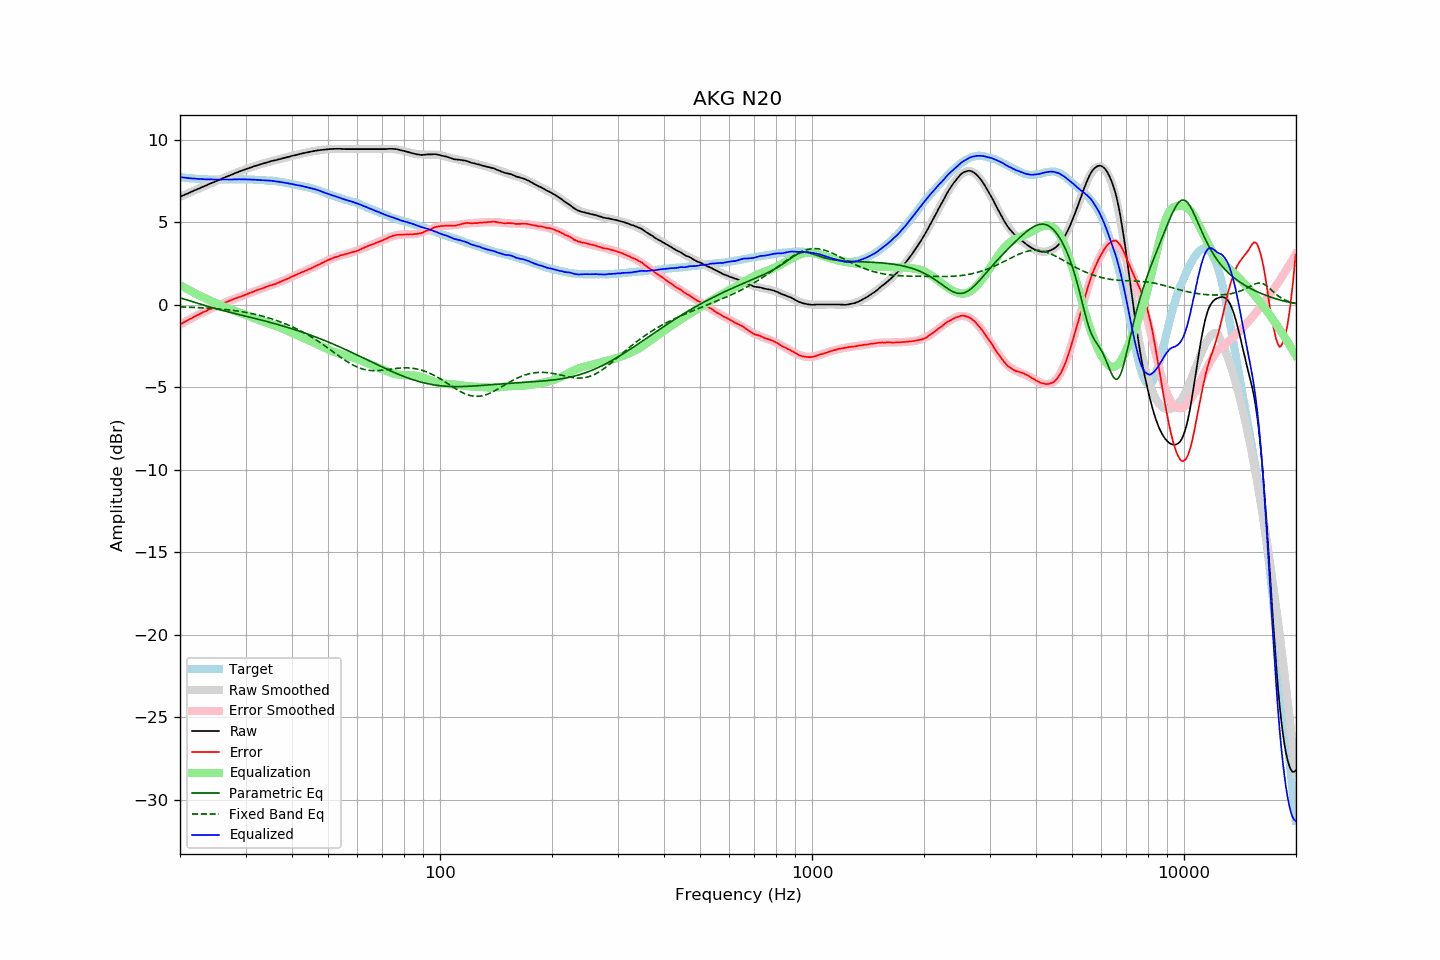 AKG N20
10
5
0
−5
−10
−15
−20
−25
−30
Amplitude (dBr)
Target
Raw Smoothed
Error Smoothed
Raw
Error
Equalization
Parametric Eq
Fixed Band Eq
Equalized
100
1000
10000
Frequency (Hz)